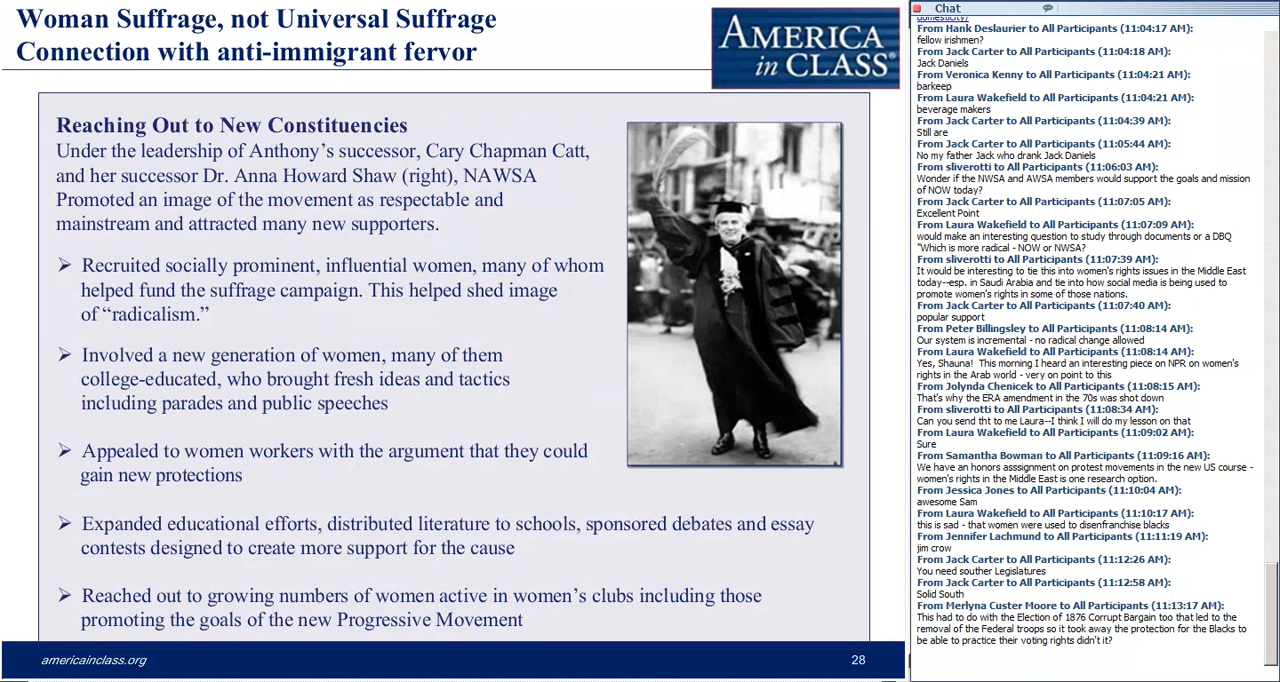 Woman Suffrage, not Universal Suffrage
Connection with anti-immigrant fervor
AMERICA
in CLASS®
Reaching Out to New Constituencies
Under the leadership of Anthony's successor, Cary Chapman Catt,
and her successor Dr. Anna Howard Shaw (right), NAWSA
Promoted an image of the movement as respectable and
mainstream and attracted many new supporters.
➢ Recruited socially prominent, influential women, many of whom
helped fund the suffrage campaign. This helped shed image
of “radicalism.”
➢ Involved a new generation of women, many of them
college-educated, who brought fresh ideas and tactics
including parades and public speeches
➢ Appealed to women workers with the argument that they could
gain new protections
➢ Expanded educational efforts, distributed literature to schools, sponsored debates and essay
contests designed to create more support for the cause
➢ Reached out to growing numbers of women active in women's clubs including those
promoting the goals of the new Progressive Movement
americainclass.org
28
Chat
domesticity)
From Hank Deslaurier to All Participants (11:04:17 AM):
fellow irishmen?
From Jack Carter to All Participants (11:04:18 AM):
Jack Daniels
From Veronica Kenny to All Participants (11:04:21 AM):
barkeep
From Laura Wakefield to All Participants (11:04:21 AM):
beverage makers
From Jack Carter to All Participants (11:04:39 AM):
Still are
From Jack Carter to All Participants (11:05:44 AM):
No my father Jack who drank Jack Daniels
From sliverotti to All Participants (11:06:03 AM):
Wonder if the NWSA and AWSA members would support the goals and mission
of NOW today?
From Jack Carter to All Participants (11:07:05 AM):
Excellent Point
From Laura Wakefield to All Participants (11:07:09 AM):
would make an interesting question to study through documents or a DBQ
"Which is more radical - NOW or NWSA?
From sliverotti to All Participants (11:07:39 AM):
It would be interesting to tie this into women's rights issues in the Middle East
today--esp. in Saudi Arabia and tie into how social media is being used to
promote women's rights in some of those nations.
From Jack Carter to All Participants (11:07:40 AM):
popular support
From Peter Billingsley to All Participants (11:08:14 AM):
Our system is incremental - no radical change allowed
From Laura Wakefield to All Participants (11:08:14 AM):
Yes, Shauna! This morning I heard an interesting piece on NPR on women's
rights in the Arab world - very on point to this
From Jolynda Chenicek to All Participants (11:08:15 AM):
That's why the ERA amendment in the 70s was shot down
From sliverotti to All Participants (11:08:34 AM):
Can you send tht to me Laura--I think I will do my lesson on that
From Laura Wakefield to All Participants (11:09:02 AM):
Sure
From Samantha Bowman to All Participants (11:09:16 AM):
We have an honors asssignment on protest movements in the new US course -
women's rights in the Middle East is one research option.
From Jessica Jones to All Participants (11:10:04 AM):
awesome Sam
From Laura Wakefield to All Participants (11:10:17 AM):
this is sad - that women were used to disenfranchise blacks
From Jennifer Lachmund to All Participants (11:11:19 AM):
jim crow
From Jack Carter to All Participants (11:12:26 AM):
You need souther Legislatures
From Jack Carter to All Participants (11:12:58 AM):
Solid South
From Merlyna Custer Moore to All Participants (11:13:17 AM):
This had to do with the Election of 1876 Corrupt Bargain too that led to the
removal of the Federal troops so it took away the protection for the Blacks to
be able to practice their voting rights didn't it?